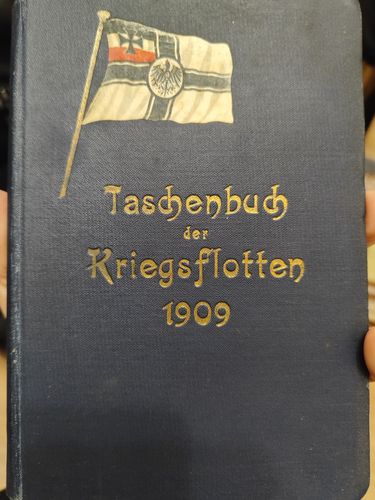 Taschenbuch
der
Kriegsflotten
1909